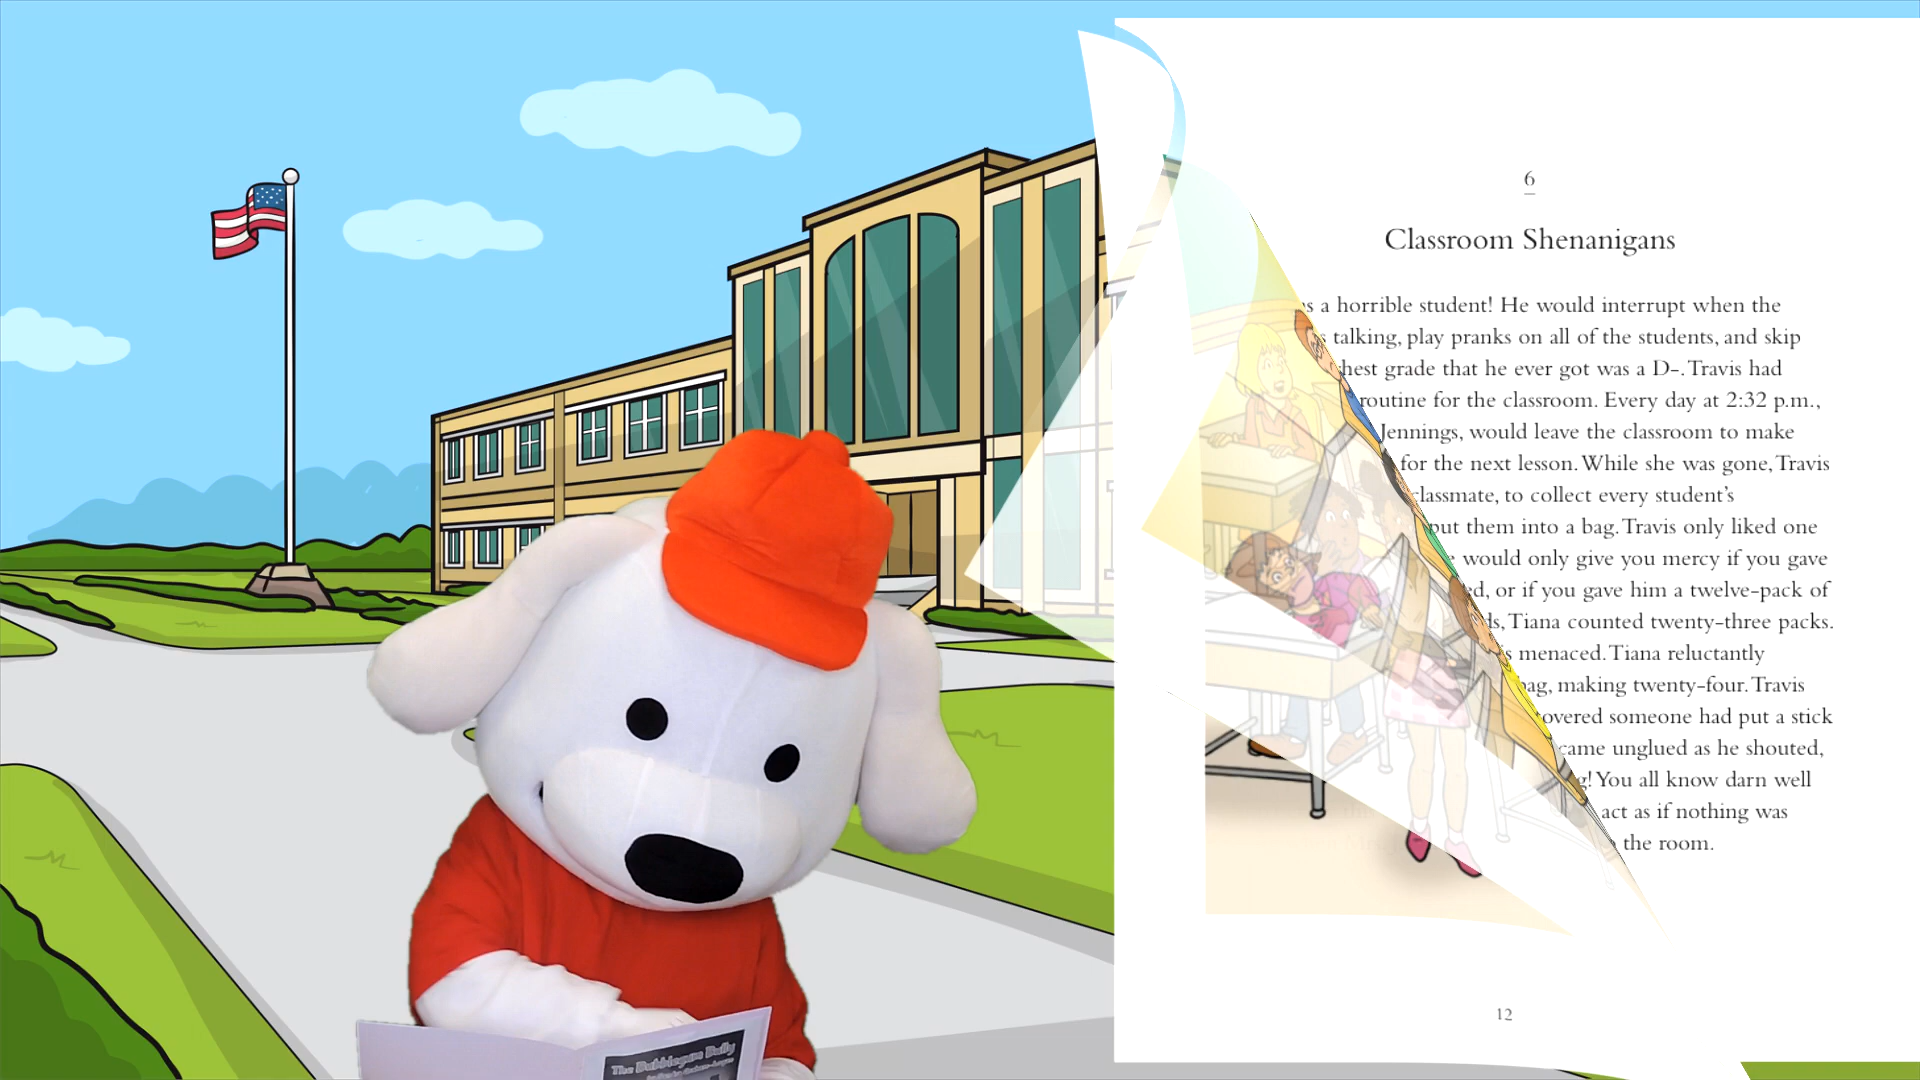 6
Classroom Shenanigans
a horrible student! He would interrupt when the
talking, play pranks on all of the students, and skip
grade that he ever got was a D-. Travis had
routine for the classroom. Every day at 2:32 p.m.,
Jennings, would leave the classroom to make
for the next lesson. While she was gone, Travis
classmate, to collect every student's
put them into a bag. Travis only liked one
would only give you mercy if you gave
or if you gave him a twelve-pack of
Tiana counted twenty-three packs.
menaced. Tiana reluctantly
bag, making twenty-four. Travis
someone had put a stick
came unglued as he shouted,
You all know darn well
act as if nothing was
the room.
12
The Bubblegum Bully